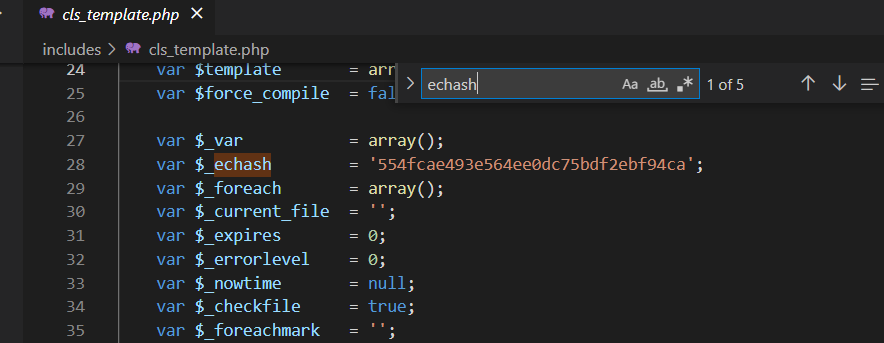 cls_template.php ×
includes > cls_template.php
echash
Aa ab .* 1 of 5
24 var $template = arr
25 var $force_compile = fal
26
27 var $_var = array();
28 var $_echash = '554fcae493e564ee0dc75bdf2ebf94ca';
29 var $_foreach = array();
30 var $_current_file = '';
31 var $_expires = 0;
32 var $_errorlevel = 0;
33 var $_nowtime = null;
34 var $_checkfile = true;
35 var $_foreachmark = '';